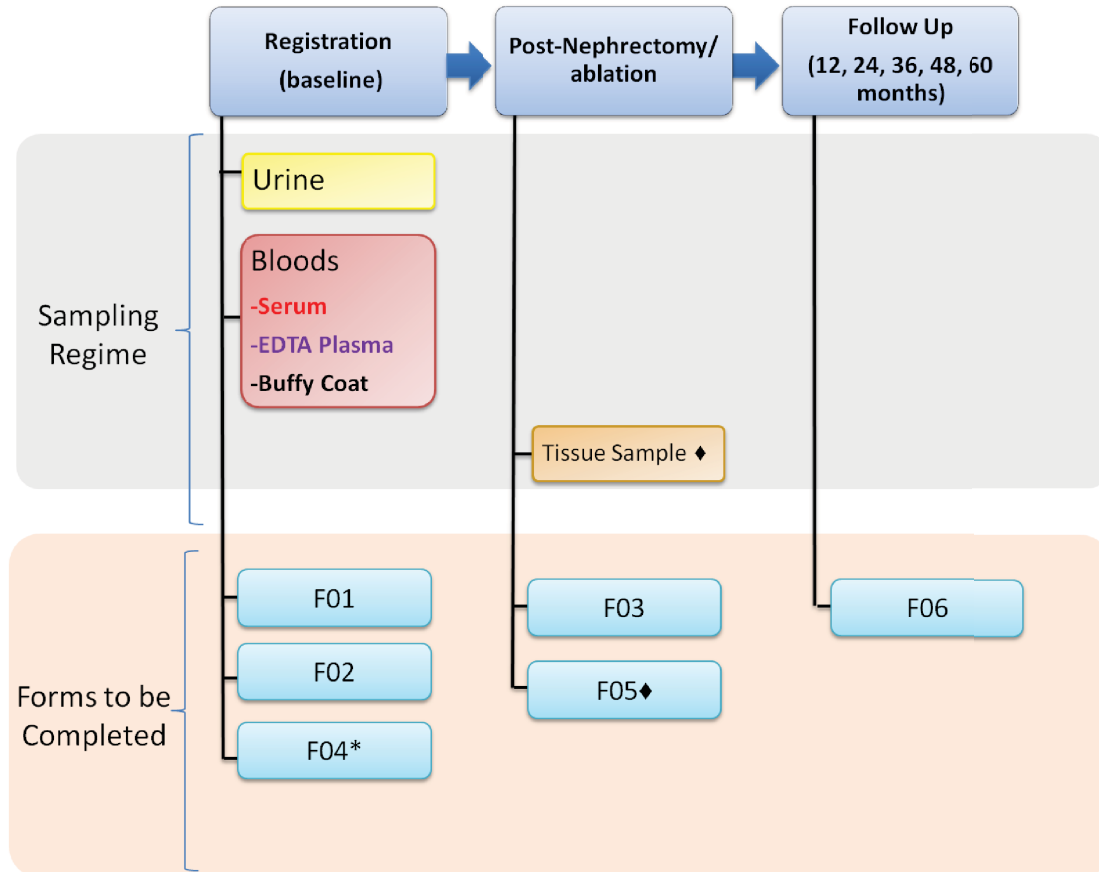 Registration
(baseline)
Post-Nephrectomy/
ablation
Follow Up
(12, 24, 36, 48, 60
months)
Sampling
Regime
Urine
Bloods
-Serum
-EDTA Plasma
-Buffy Coat
Tissue Sample ♦
Forms to be
Completed
F01
F02
F04*
F03
F05♦
F06